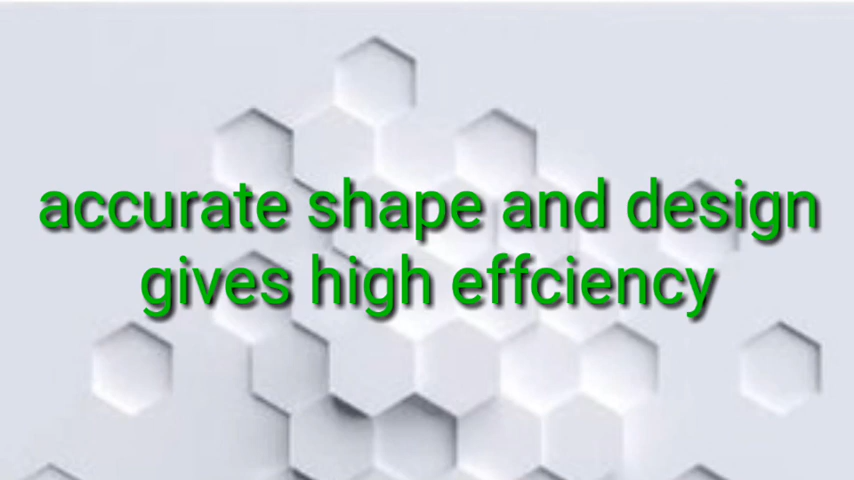 accurate shape and design
gives high effciency